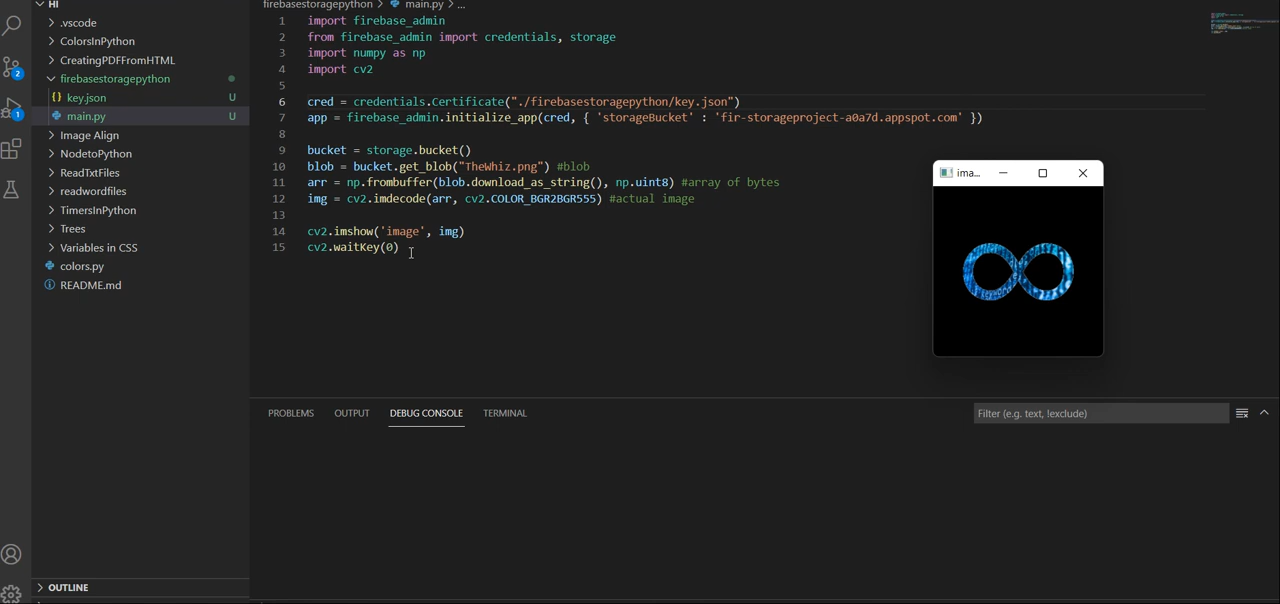 HI
.vscode
ColorsInPython
CreatingPDFFromHTML
firebasestoragepython
{} key.json U
main.py U
Image Align
NodetoPython
ReadTxtFiles
readwordfiles
TimersInPython
Trees
Variables in CSS
colors.py
README.md
OUTLINE
2
1
firebasestoragepython > main.py > ...
1 import firebase_admin
2 from firebase_admin import credentials, storage
3 import numpy as np
4 import cv2
5
6 cred = credentials.Certificate("./firebasestoragepython/key.json")
7 app = firebase_admin.initialize_app(cred, { 'storageBucket' : 'fir-storageproject-a0a7d.appspot.com' })
8
9 bucket = storage.bucket()
10 blob = bucket.get_blob("TheWhiz.png") #blob
11 arr = np.frombuffer(blob.download_as_string(), np.uint8) #array of bytes
12 img = cv2.imdecode(arr, cv2.COLOR_BGR2BGR555) #actual image
13
14 cv2.imshow('image', img)
15 cv2.waitKey(0)
ima...
PROBLEMS OUTPUT DEBUG CONSOLE TERMINAL
Filter (e.g. text, !exclude)